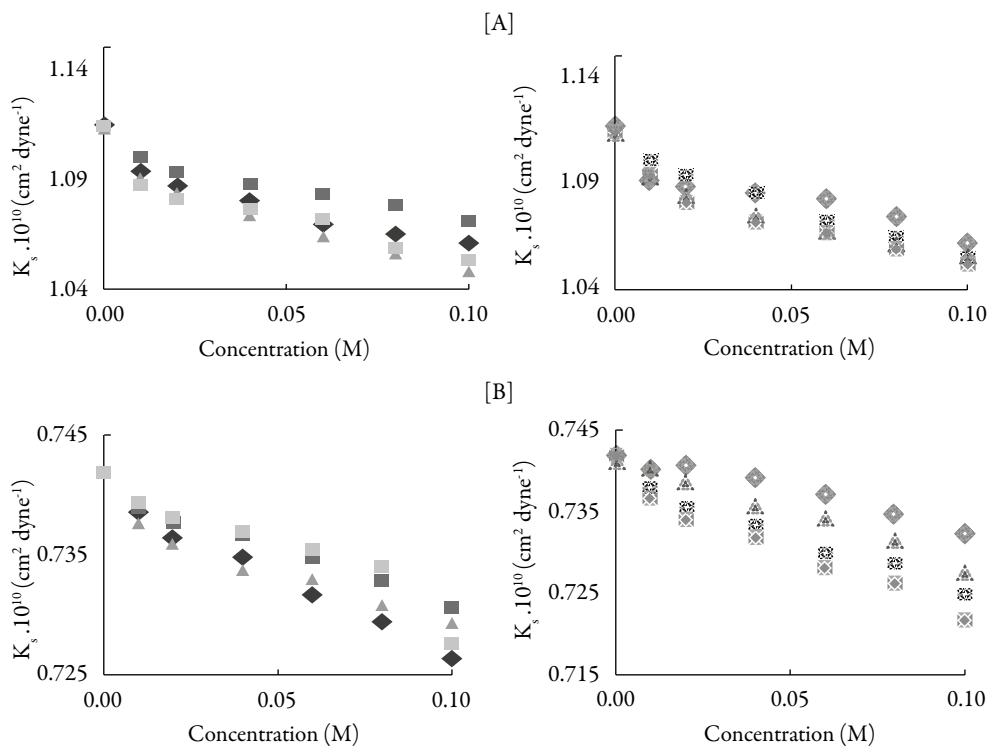 [A]
1.14
1.09
1.04
0.00 0.05 0.10
Concentration (M)
Kₛ .10¹⁰ (cm² dyne⁻¹)
1.14
1.09
1.04
0.00 0.05 0.10
Concentration (M)
Kₛ .10¹⁰ (cm² dyne⁻¹)
[B]
0.745
0.735
0.725
0.00 0.05 0.10
Concentration (M)
Kₛ .10¹⁰ (cm² dyne⁻¹)
0.745
0.735
0.725
0.715
0.00 0.05 0.10
Concentration (M)
Kₛ .10¹⁰ (cm² dyne⁻¹)